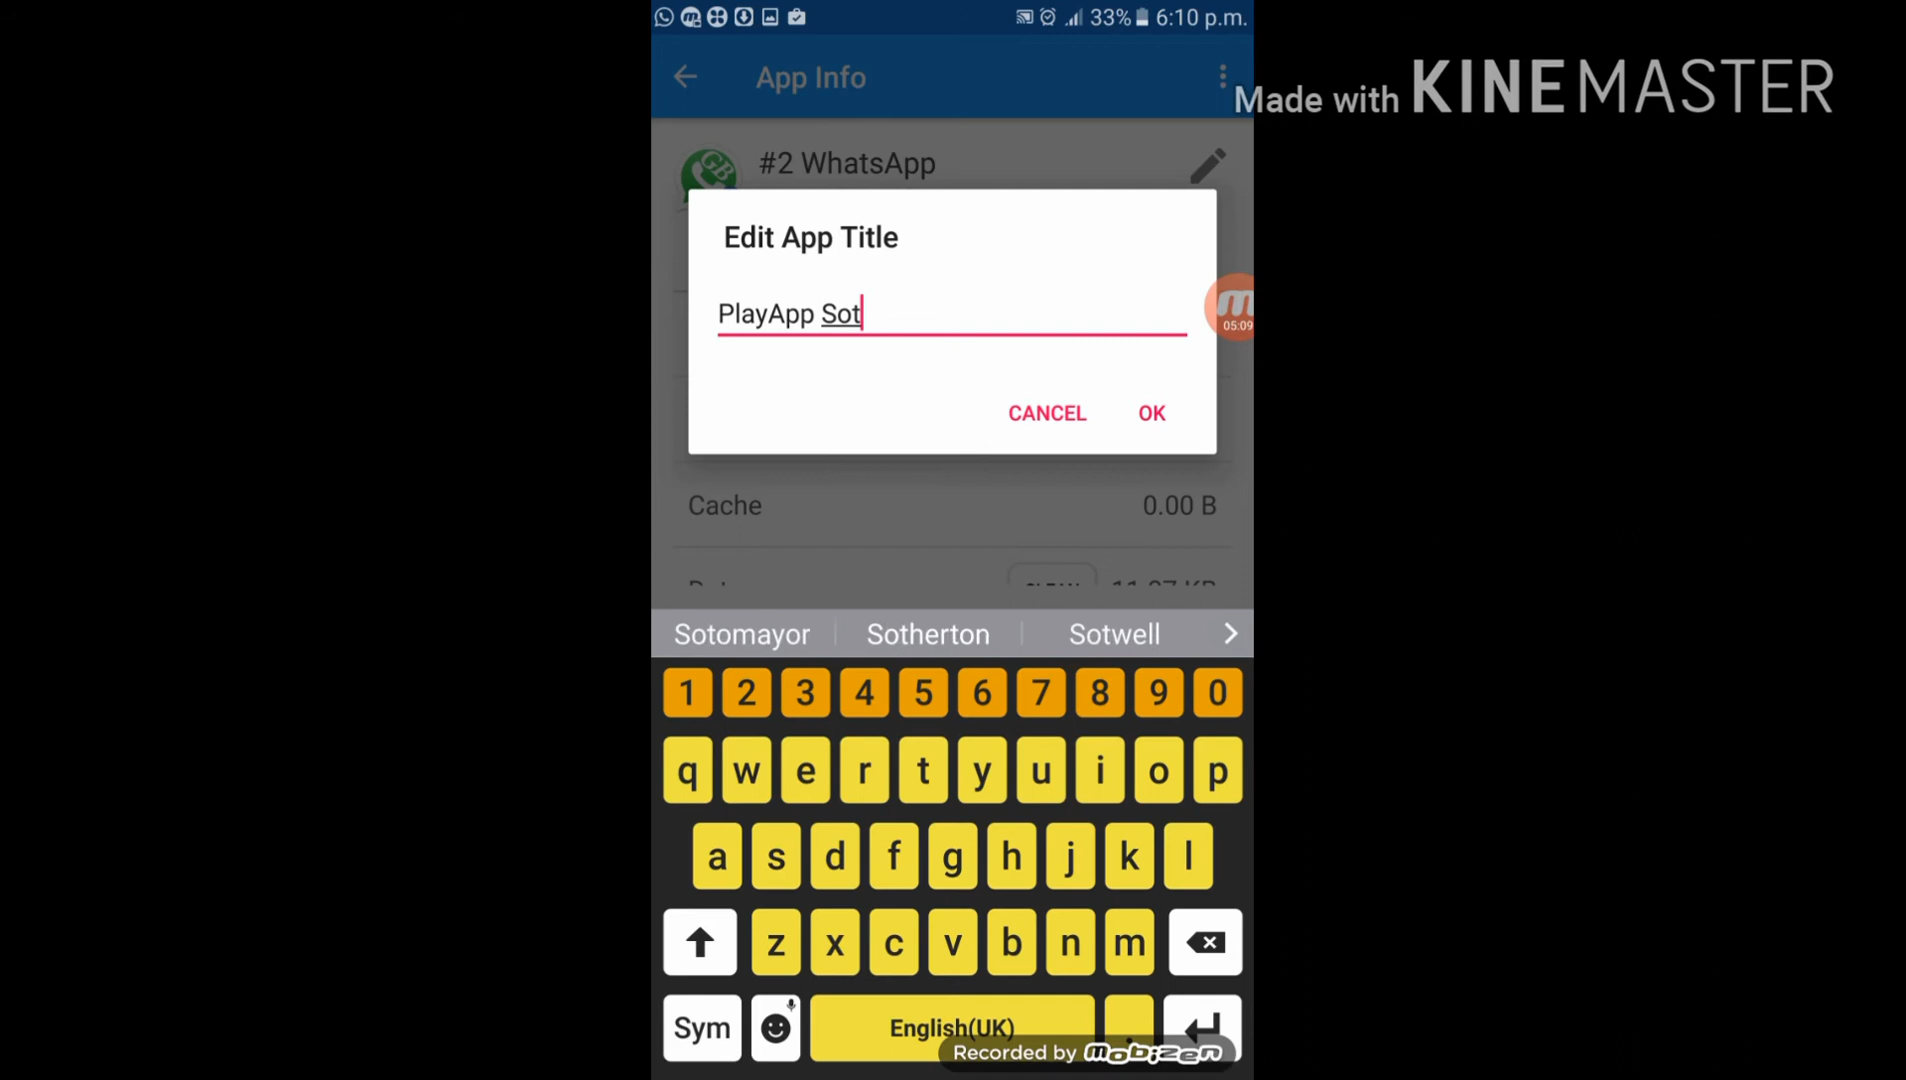 33% 6:10 p.m.
App Info
Made with KINEMASTER
GB
#2 WhatsApp
Edit App Title
PlayApp Sot
05:09
CANCEL OK
Cache 0.00 B
Sotomayor Sotherton Sotwell
1 2 3 4 5 6 7 8 9 0
q w e r t y u i o p
a s d f g h j k l
z x c v b n m
Sym English(UK) .
Recorded by mobizen